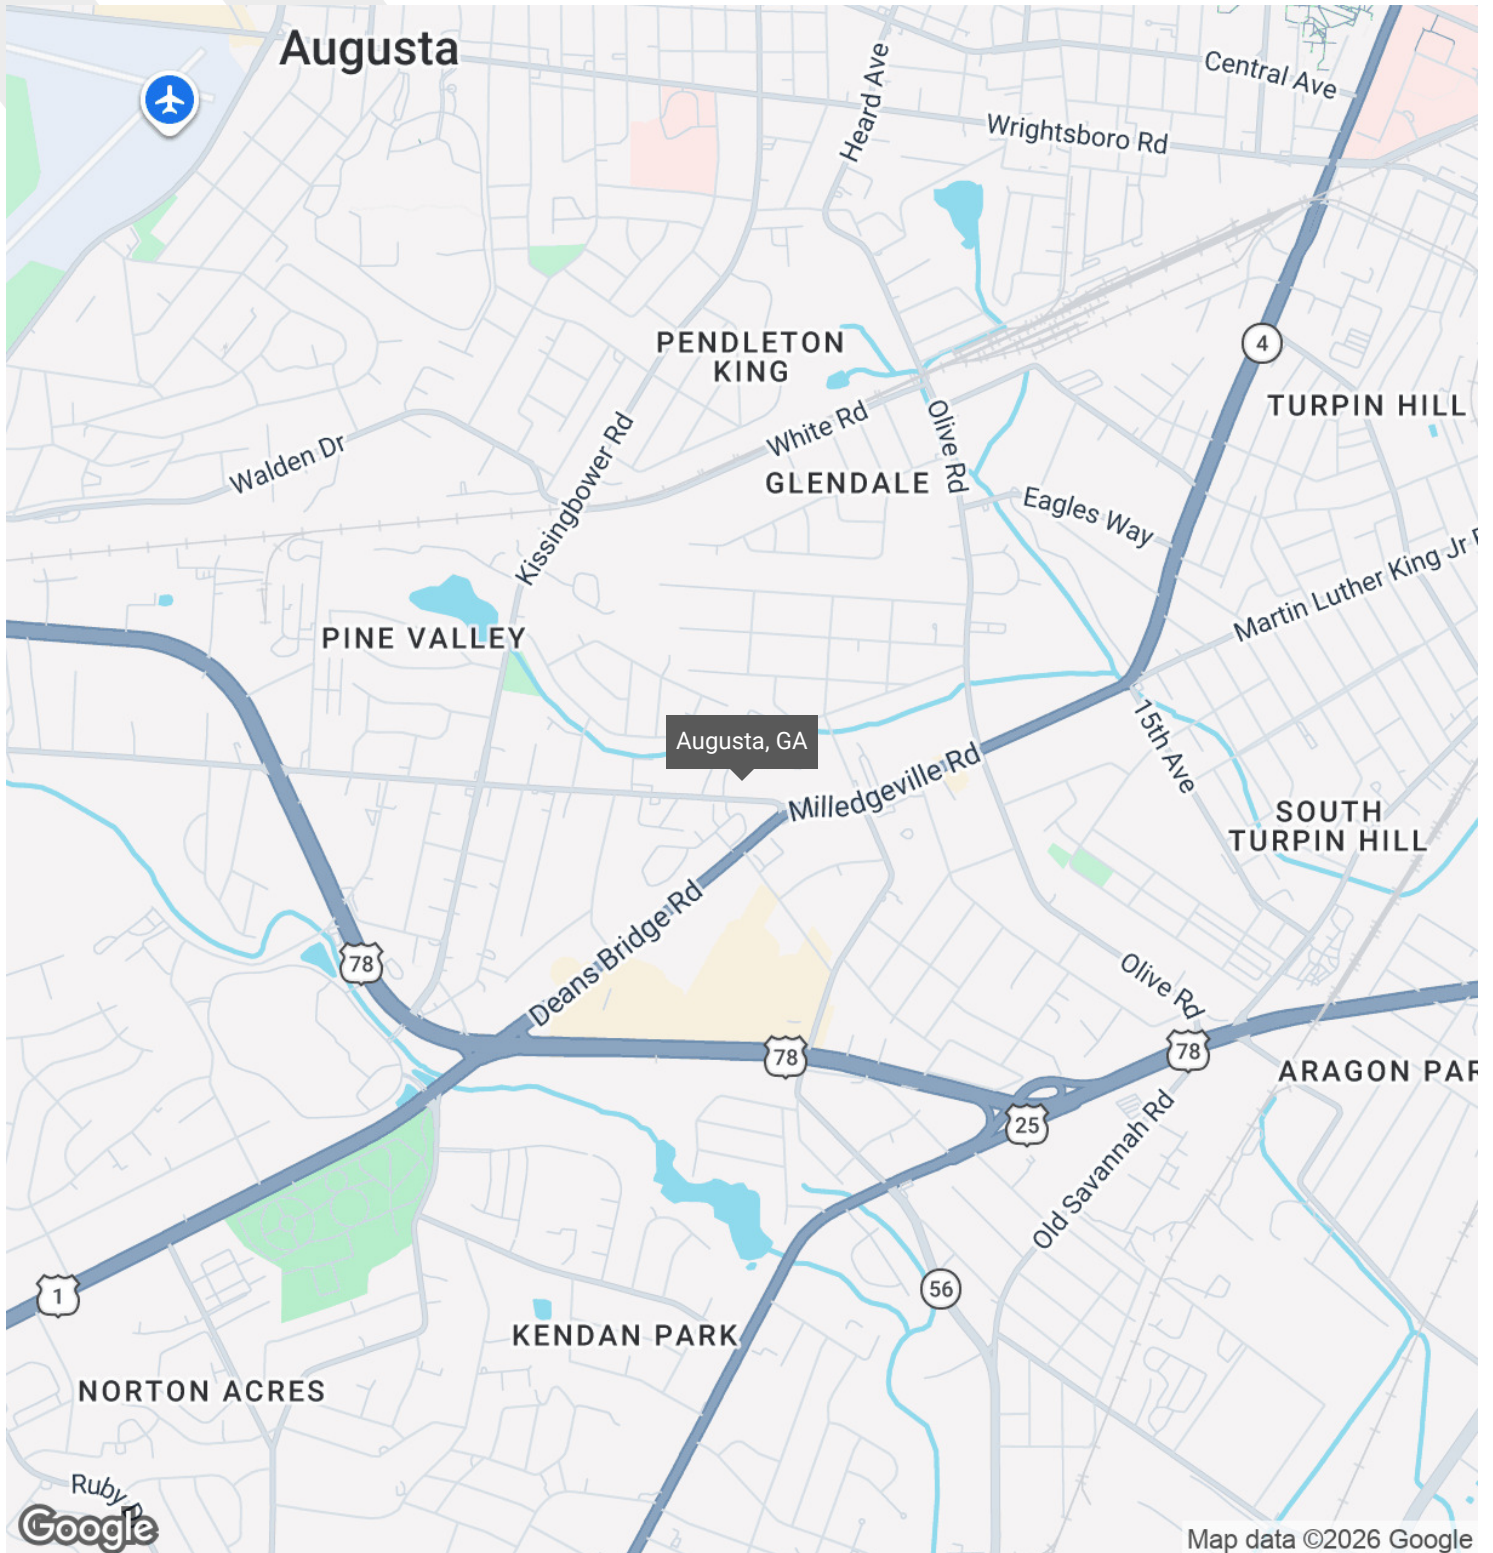 Augusta
Central Ave
Heard Ave
Wrightsboro Rd
4
PENDLETON
KING
TURPIN HILL
White Rd
Olive Rd
Walden Dr
Kissingbower Rd
GLENDALE
Eagles Way
Martin Luther King Jr
PINE VALLEY
Augusta, GA
15th Ave
Milledgeville Rd
SOUTH
TURPIN HILL
Deans Bridge Rd
78
Olive Rd
78
78
ARAGON PAR
25
Old Savannah Rd
1
56
KENDAN PARK
NORTON ACRES
Ruby
Google
Map data ©2026 Google